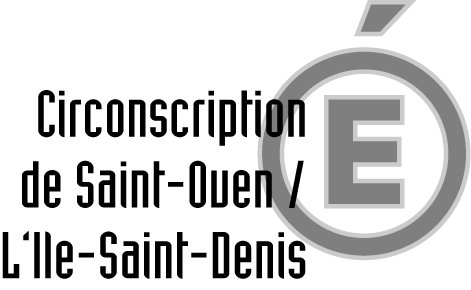 Circonscription
de Saint-Ouen /
L'Ile-Saint-Denis
É